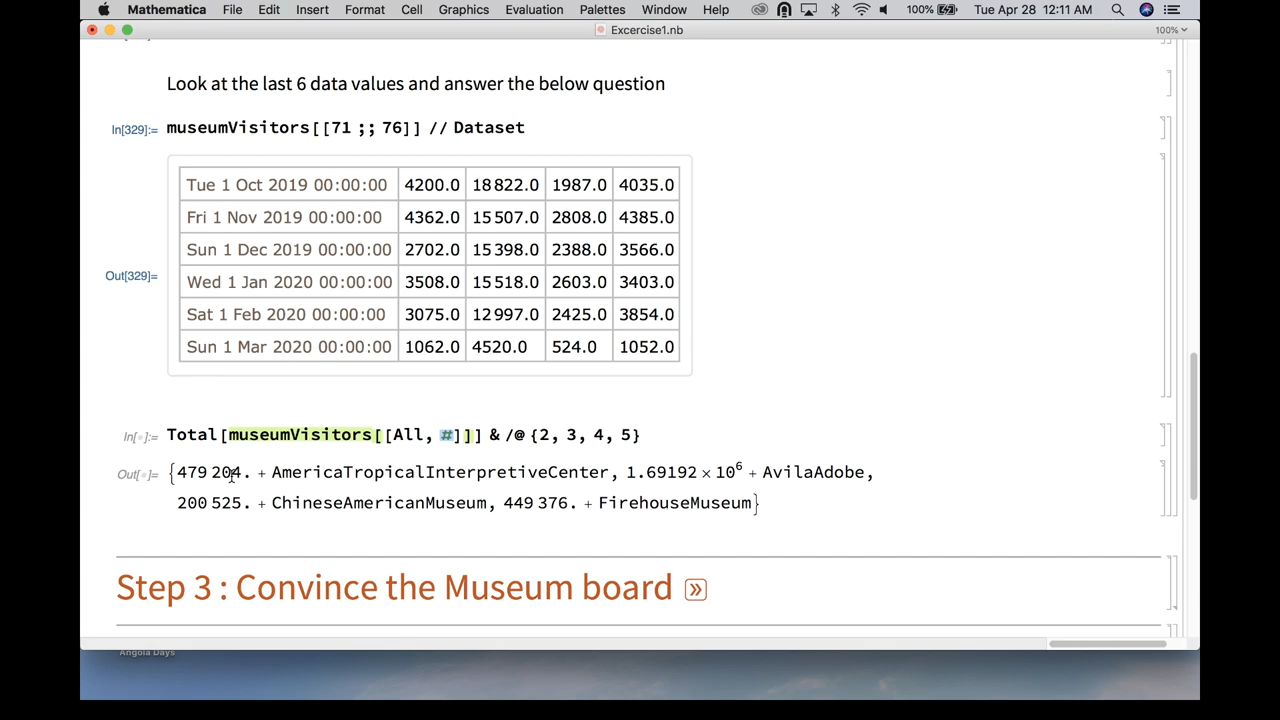 Mathematica File Edit Insert Format Cell Graphics Evaluation Palettes Window Help 100% Tue Apr 28 12:11 AM
Excercise1.nb 100%
Look at the last 6 data values and answer the below question
In[329]:= museumVisitors[[71 ;; 76]] // Dataset
Tue 1 Oct 2019 00:00:00 4200.0 18 822.0 1987.0 4035.0
Fri 1 Nov 2019 00:00:00 4362.0 15 507.0 2808.0 4385.0
Sun 1 Dec 2019 00:00:00 2702.0 15 398.0 2388.0 3566.0
Out[329]= Wed 1 Jan 2020 00:00:00 3508.0 15 518.0 2603.0 3403.0
Sat 1 Feb 2020 00:00:00 3075.0 12 997.0 2425.0 3854.0
Sun 1 Mar 2020 00:00:00 1062.0 4520.0 524.0 1052.0
In[•]:= Total[museumVisitors[[All, #]]] & /@ {2, 3, 4, 5}
Out[•]= {479 204. + AmericaTropicalInterpretiveCenter, 1.69192 × 10^6 + AvilaAdobe,
200 525. + ChineseAmericanMuseum, 449 376. + FirehouseMuseum}
Step 3 : Convince the Museum board »
Angola Days